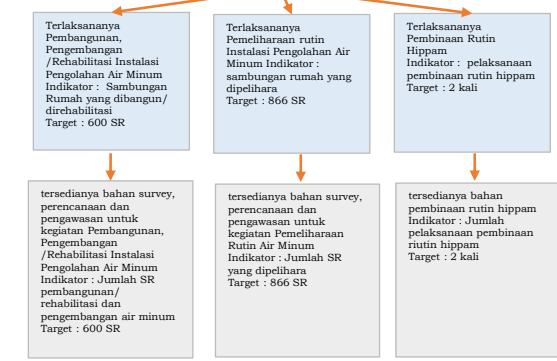 Terlaksananya
Pembangunan,
Pengembangan
/Rehabilitasi Instalasi
Pengolahan Air Minum
Indikator : Sambungan
Rumah yang dibangun/
direhabilitasi
Target : 600 SR
Terlaksananya
Pemeliharaan rutin
Instalasi Pengolahan Air
Minum Indikator :
sambungan rumah yang
dipelihara
Target : 866 SR
Terlaksananya
Pembinaan Rutin
Hippam
Indikator : pelaksanaan
pembinaan rutin hippam
Target : 2 kali
tersedianya bahan survey,
perencanaan dan
pengawasan untuk
kegiatan Pembangunan,
Pengembangan
/Rehabilitasi Instalasi
Pengolahan Air Minum
Indikator : Jumlah SR
pembangunan/
rehabilitasi dan
pengembangan air minum
Target : 600 SR
tersedianya bahan survey,
perencanaan dan
pengawasan untuk
kegiatan Pemeliharaan
Rutin Air Minum
Indikator : Jumlah SR
yang dipelihara
Target : 866 SR
tersedianya bahan
pembinaan rutin hippam
Indikator : Jumlah
pelaksanaan pembinaan
riutin hippam
Target : 2 kali